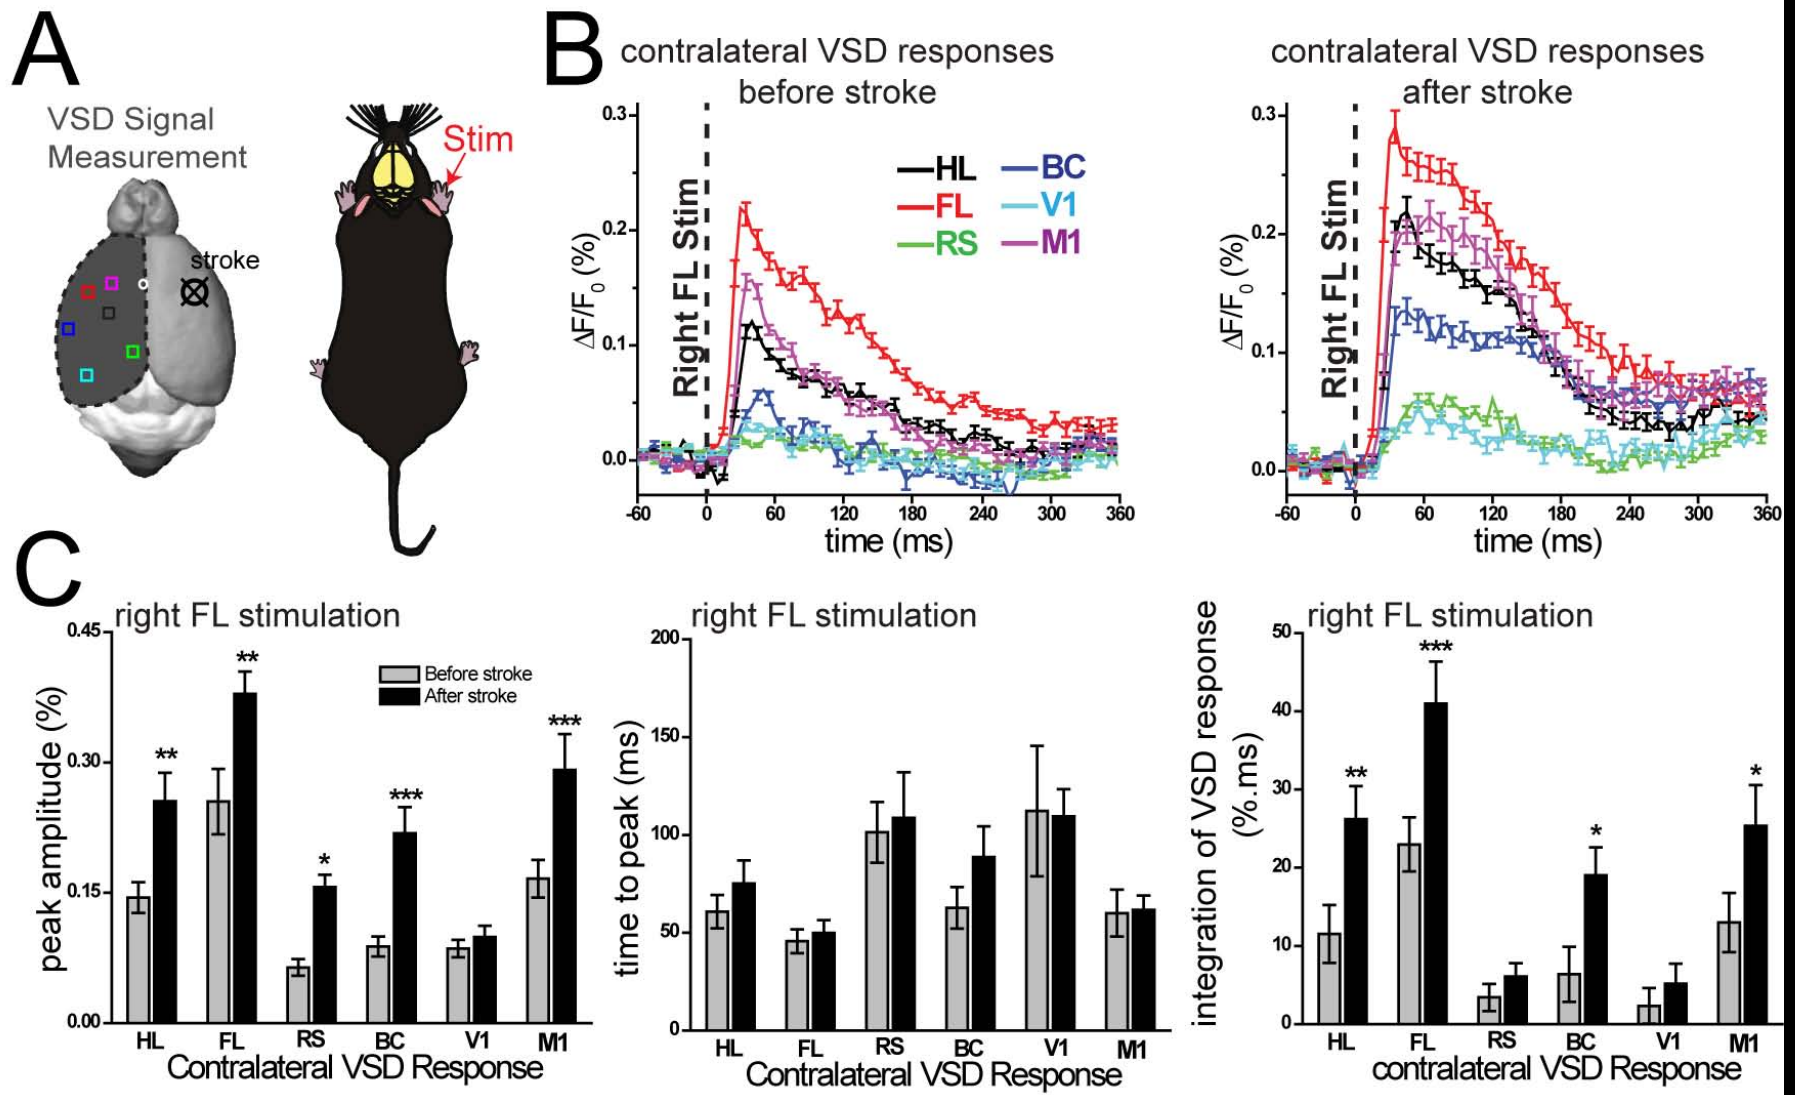 A
VSD Signal
Measurement
stroke
Stim
B
contralateral VSD responses
before stroke
0.3
0.2
0.1
0.0
ΔF/F0 (%)
Right FL Stim
HL
FL
RS
BC
V1
M1
-60 0 60 120 180 240 300 360
time (ms)
contralateral VSD responses
after stroke
0.3
0.2
0.1
0.0
ΔF/F0 (%)
Right FL Stim
-60 0 60 120 180 240 300 360
time (ms)
C
right FL stimulation
0.45
0.30
0.15
0.00
peak amplitude (%)
Before stroke
After stroke
** ** * *** ***
HL FL RS BC V1 M1
Contralateral VSD Response
right FL stimulation
200
150
100
50
0
time to peak (ms)
HL FL RS BC V1 M1
Contralateral VSD Response
right FL stimulation
50
40
30
20
10
0
integration of VSD response
(%.ms)
** *** * *
HL FL RS BC V1 M1
contralateral VSD Response